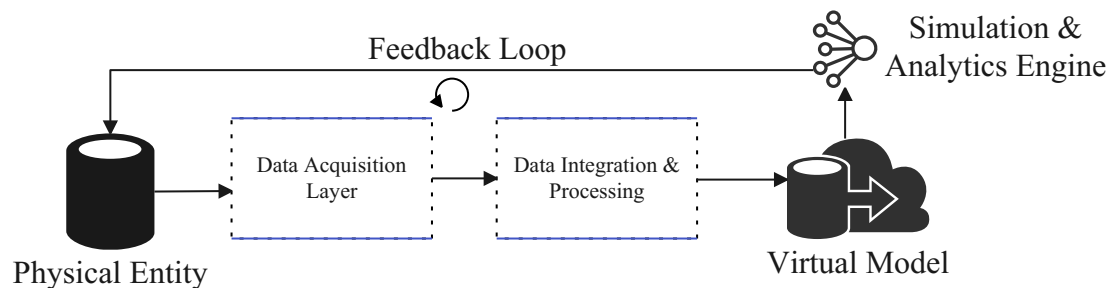 Simulation &
Analytics Engine
Feedback Loop
Data Acquisition
Layer
Data Integration &
Processing
Physical Entity
Virtual Model